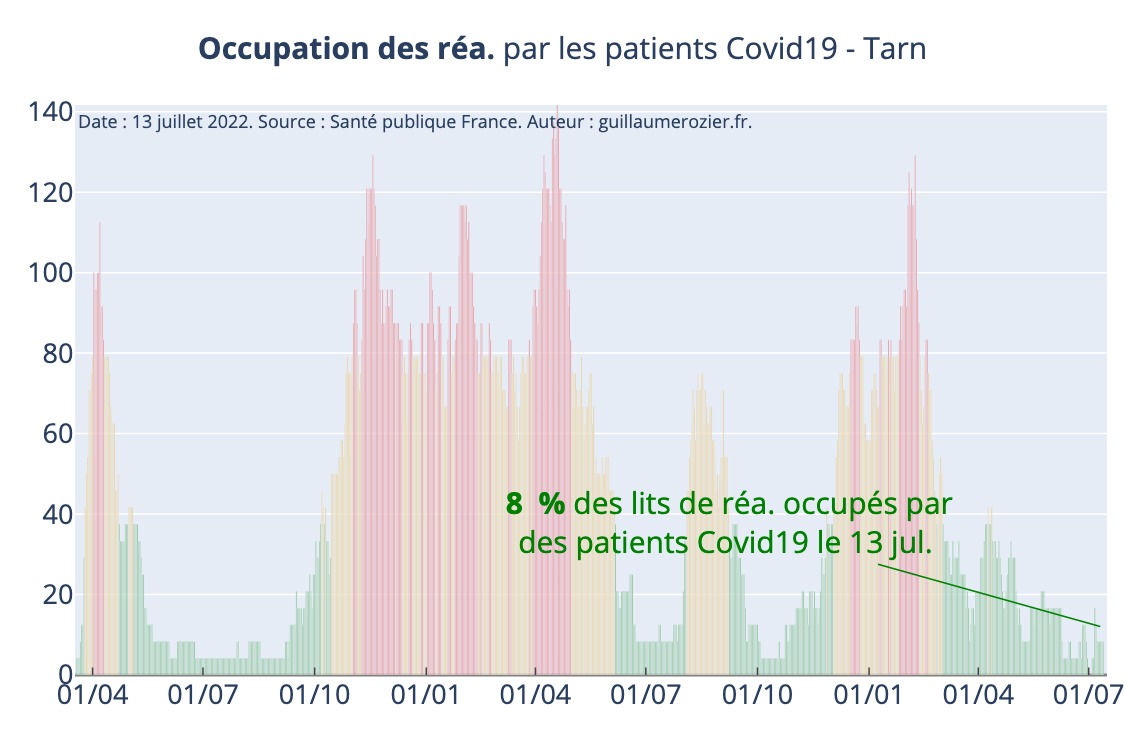 Occupation des réa. par les patients Covid19 - Tarn
140
Date : 13 juillet 2022. Source : Santé publique France. Auteur : guillaumerozier.fr.
120
100
80
60
40
8 % des lits de réa. occupés par
des patients Covid19 le 13 jul.
20
0
01/04 01/07 01/10 01/01 01/04 01/07 01/10 01/01 01/04 01/07